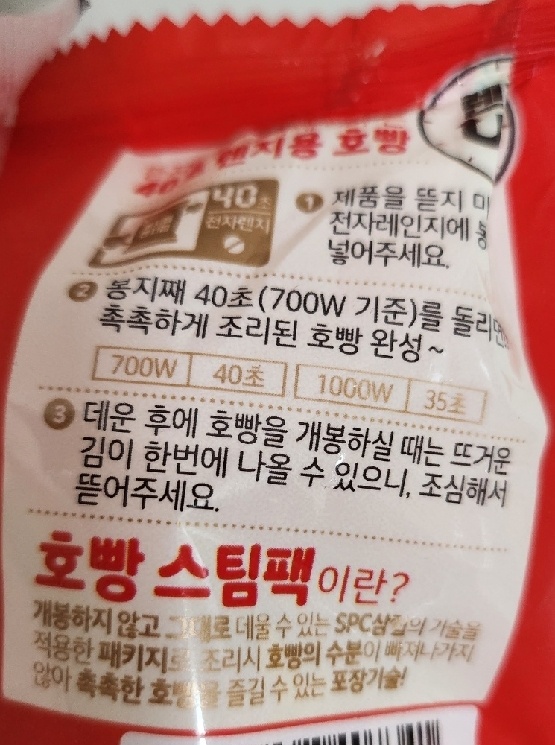 40초 렌지용 호빵
40초
전자렌지
1 제품을 뜯지
전자레인지에
넣어주세요.
2 봉지째 40초(700W 기준)를 돌리면
촉촉하게 조리된 호빵 완성~
700W 40초 1000W 35초
3 데운 후에 호빵을 개봉하실 때는 뜨거운
김이 한번에 나올 수 있으니, 조심해서
뜯어주세요.
호빵 스팀팩이란?
개봉하지 않고 그대로 데울 수 있는 SPC삼립의 기술을
적용한 패키지로 조리시 호빵의 수분이 빠져나가지
않아 촉촉한 호빵을 즐길 수 있는 포장기술!